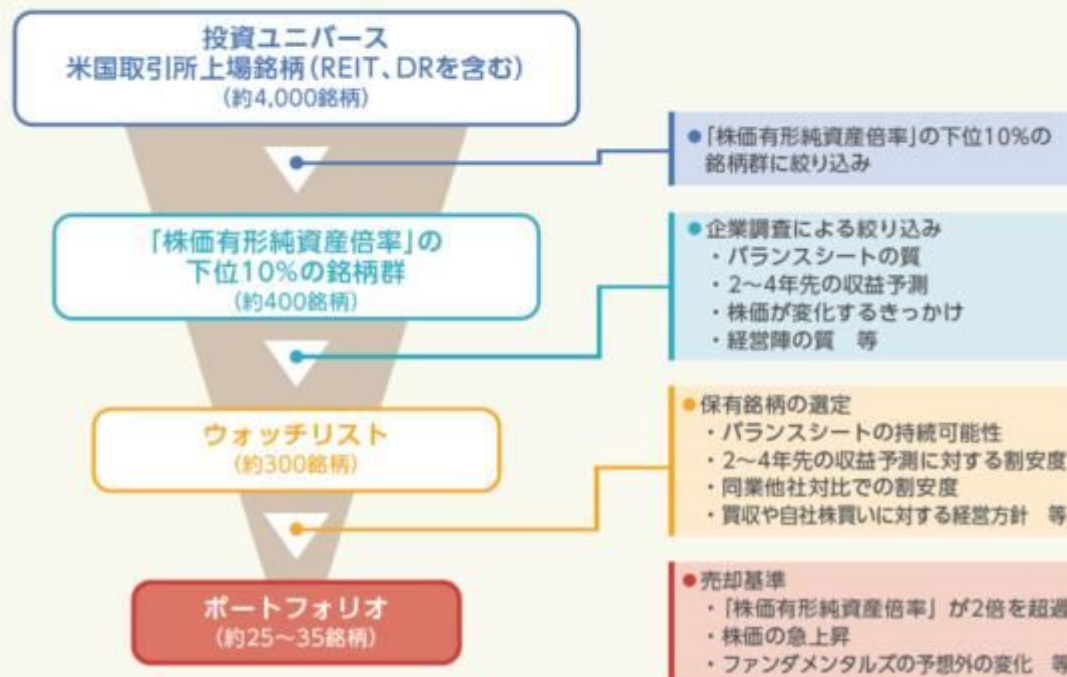 投資ユニバース
米国取引所上場銘柄(REIT、DRを含む)
(約4,000銘柄)
●「株価有形純資産倍率」の下位10%の
銘柄群に絞り込み
「株価有形純資産倍率」の
下位10%の銘柄群
(約400銘柄)
●企業調査による絞り込み
・バランスシートの質
・2〜4年先の収益予測
・株価が変化するきっかけ
・経営陣の質 等
ウォッチリスト
(約300銘柄)
●保有銘柄の選定
・バランスシートの持続可能性
・2〜4年先の収益予測に対する割安度
・同業他社対比での割安度
・買収や自社株買いに対する経営方針 等
ポートフォリオ
(約25〜35銘柄)
●売却基準
・「株価有形純資産倍率」が2倍を超過
・株価の急上昇
・ファンダメンタルズの予想外の変化 等